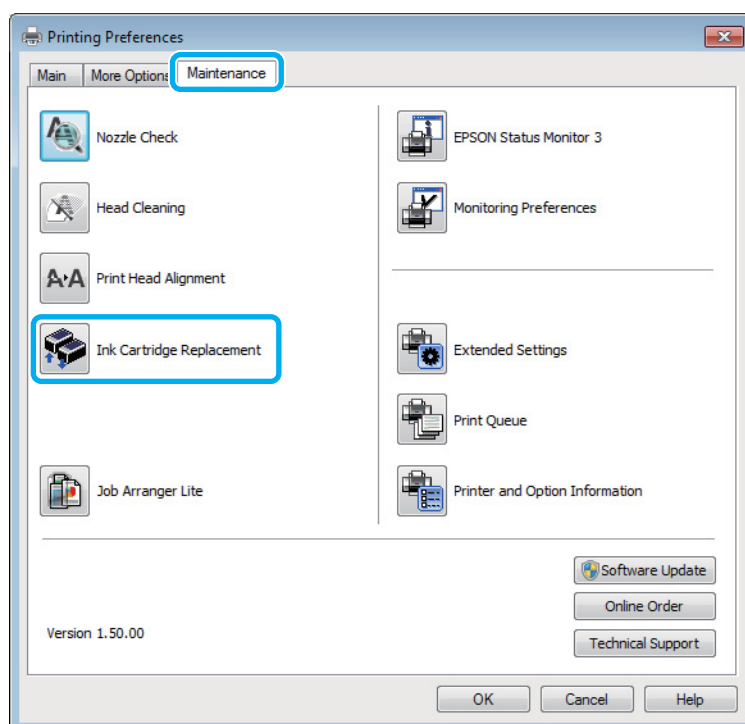 Printing Preferences
Main More Options Maintenance
Nozzle Check
Head Cleaning
Print Head Alignment
Ink Cartridge Replacement
Job Arranger Lite
EPSON Status Monitor 3
Monitoring Preferences
Extended Settings
Print Queue
Printer and Option Information
Software Update
Online Order
Technical Support
Version 1.50.00
OK Cancel Help